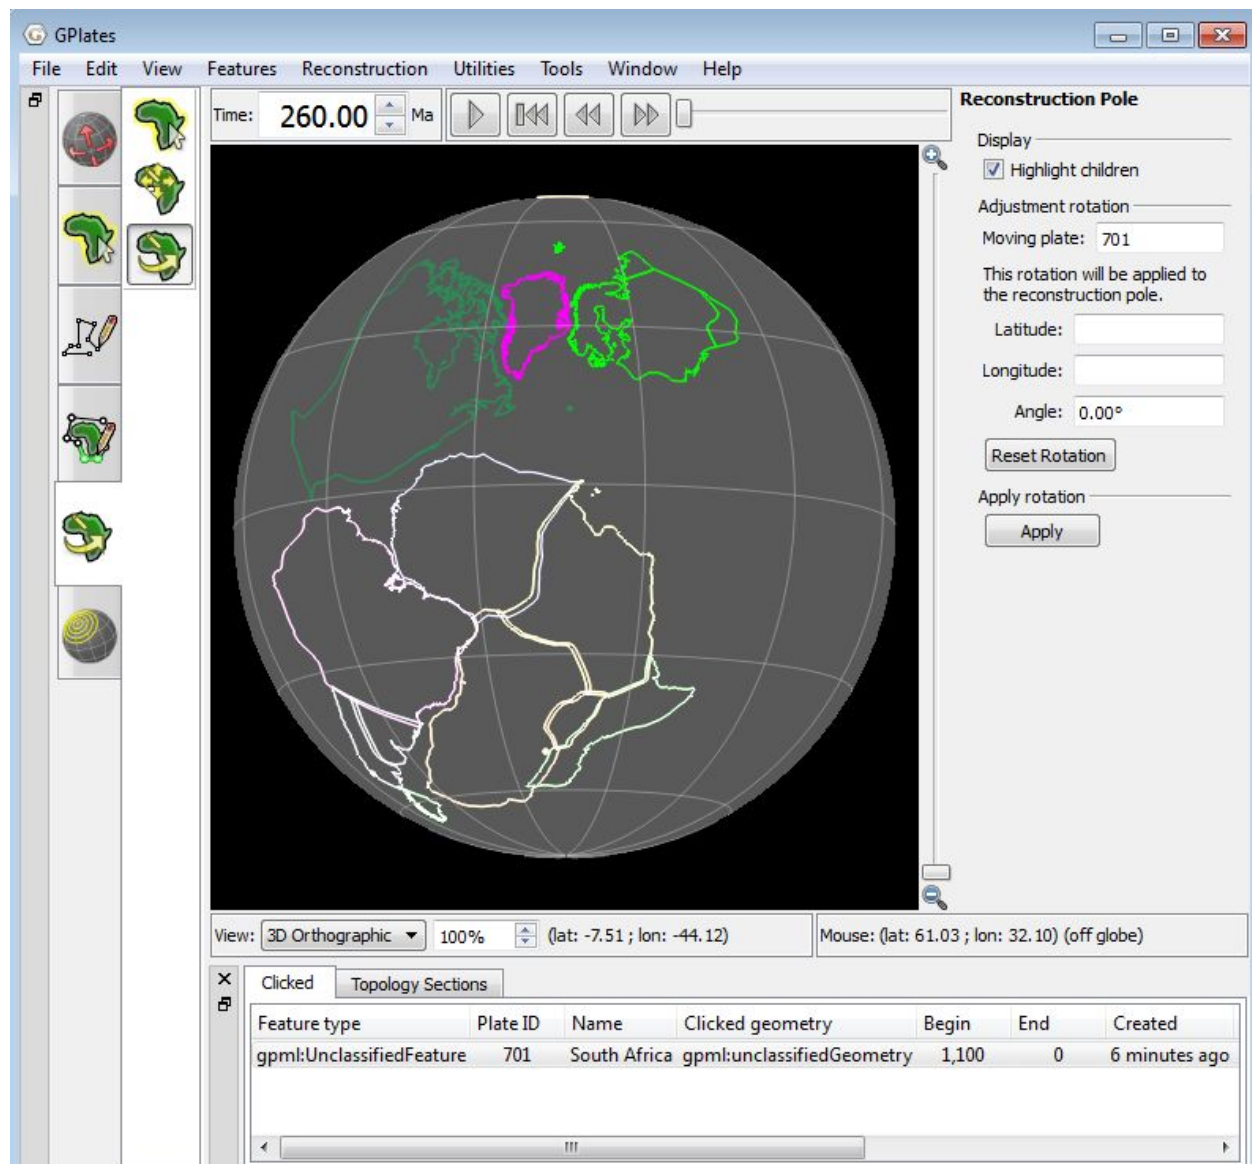 GPlates
File Edit View Features Reconstruction Utilities Tools Window Help
Time: 260.00 Ma
Reconstruction Pole
Display
Highlight children
Adjustment rotation
Moving plate: 701
This rotation will be applied to
the reconstruction pole.
Latitude:
Longitude:
Angle: 0.00°
Reset Rotation
Apply rotation
Apply
View: 3D Orthographic 100% (lat: -7.51 ; lon: -44.12) Mouse: (lat: 61.03 ; lon: 32.10) (off globe)
Clicked Topology Sections
Feature type Plate ID Name Clicked geometry Begin End Created
gpml:UnclassifiedFeature 701 South Africa gpml:unclassifiedGeometry 1,100 0 6 minutes ago